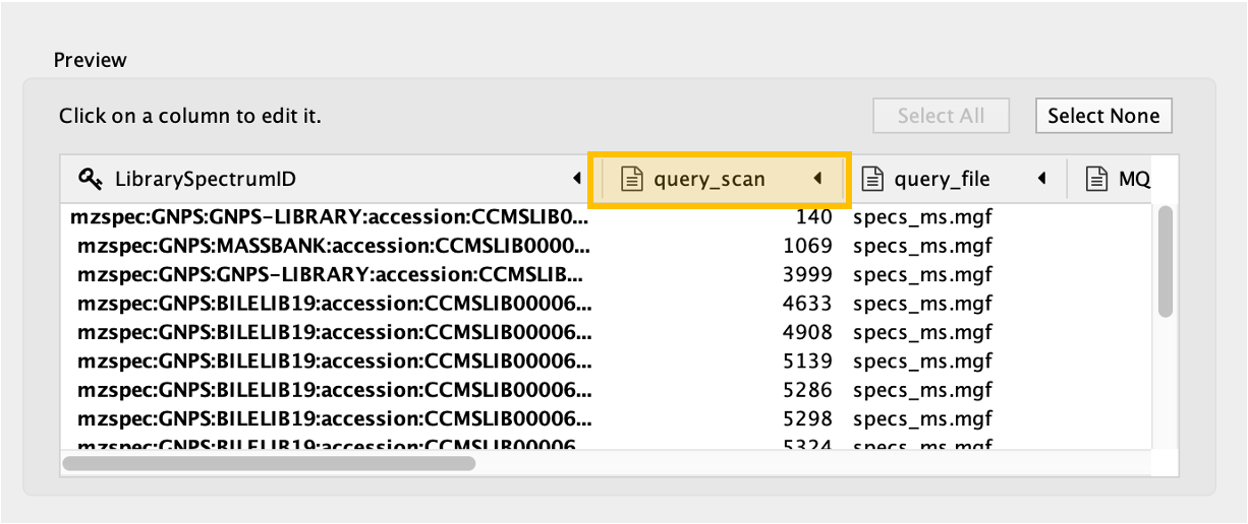 Preview
Click on a column to edit it. Select All Select None
LibrarySpectrumID query_scan query_file MQ
mzspec:GNPS:GNPS-LIBRARY:accession:CCMSLIB0... 140 specs_ms.mgf
mzspec:GNPS:MASSBANK:accession:CCMSLIB0000... 1069 specs_ms.mgf
mzspec:GNPS:GNPS-LIBRARY:accession:CCMSLIB... 3999 specs_ms.mgf
mzspec:GNPS:BILELIB19:accession:CCMSLIB00006... 4633 specs_ms.mgf
mzspec:GNPS:BILELIB19:accession:CCMSLIB00006... 4908 specs_ms.mgf
mzspec:GNPS:BILELIB19:accession:CCMSLIB00006... 5139 specs_ms.mgf
mzspec:GNPS:BILELIB19:accession:CCMSLIB00006... 5286 specs_ms.mgf
mzspec:GNPS:BILELIB19:accession:CCMSLIB00006... 5298 specs_ms.mgf
mzspec:GNPS:BILELIB19:accession:CCMSLIB00006... 5324 specs_ms.mgf